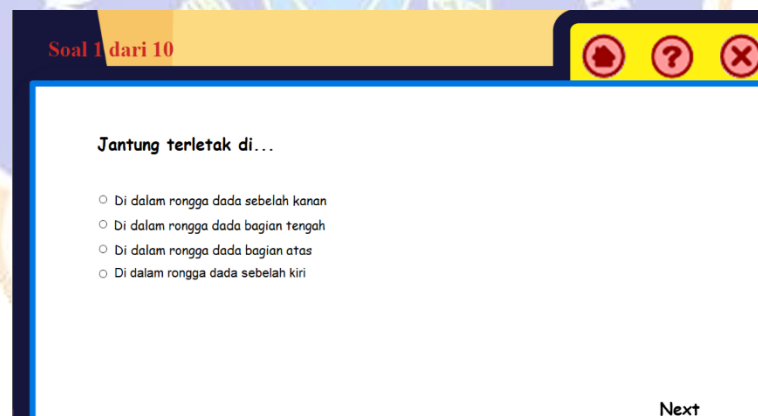 Soal 1 dari 10
?
Jantung terletak di...
Di dalam rongga dada sebelah kanan
Di dalam rongga dada bagian tengah
Di dalam rongga dada bagian atas
Di dalam rongga dada sebelah kiri
Next